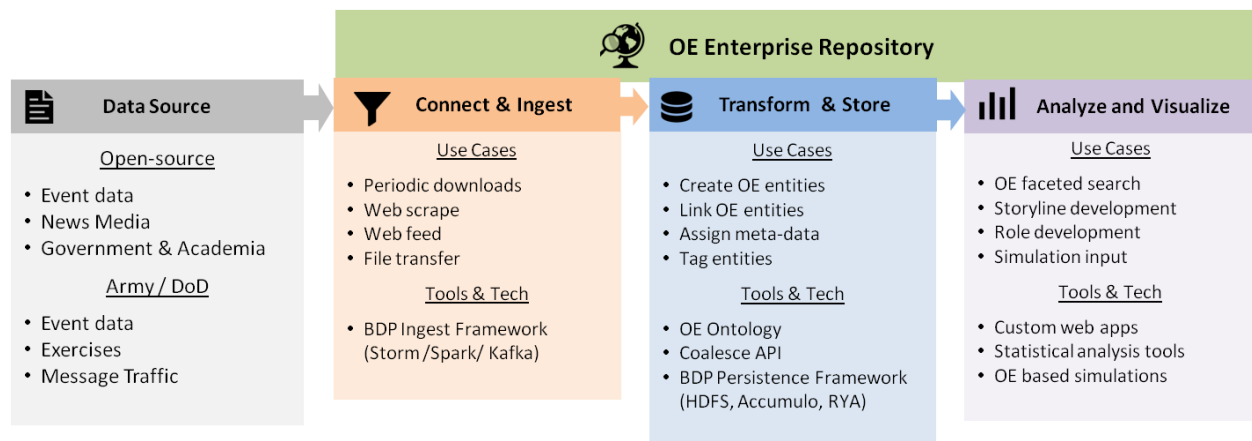 OE Enterprise Repository
Data Source
Open-source
• Event data
• News Media
• Government & Academia
Army / DoD
• Event data
• Exercises
• Message Traffic
Connect & Ingest
Use Cases
• Periodic downloads
• Web scrape
• Web feed
• File transfer
Tools & Tech
• BDP Ingest Framework
(Storm /Spark/ Kafka)
Transform & Store
Use Cases
• Create OE entities
• Link OE entities
• Assign meta-data
• Tag entities
Tools & Tech
• OE Ontology
• Coalesce API
• BDP Persistence Framework
(HDFS, Accumulo, RYA)
Analyze and Visualize
Use Cases
• OE faceted search
• Storyline development
• Role development
• Simulation input
Tools & Tech
• Custom web apps
• Statistical analysis tools
• OE based simulations